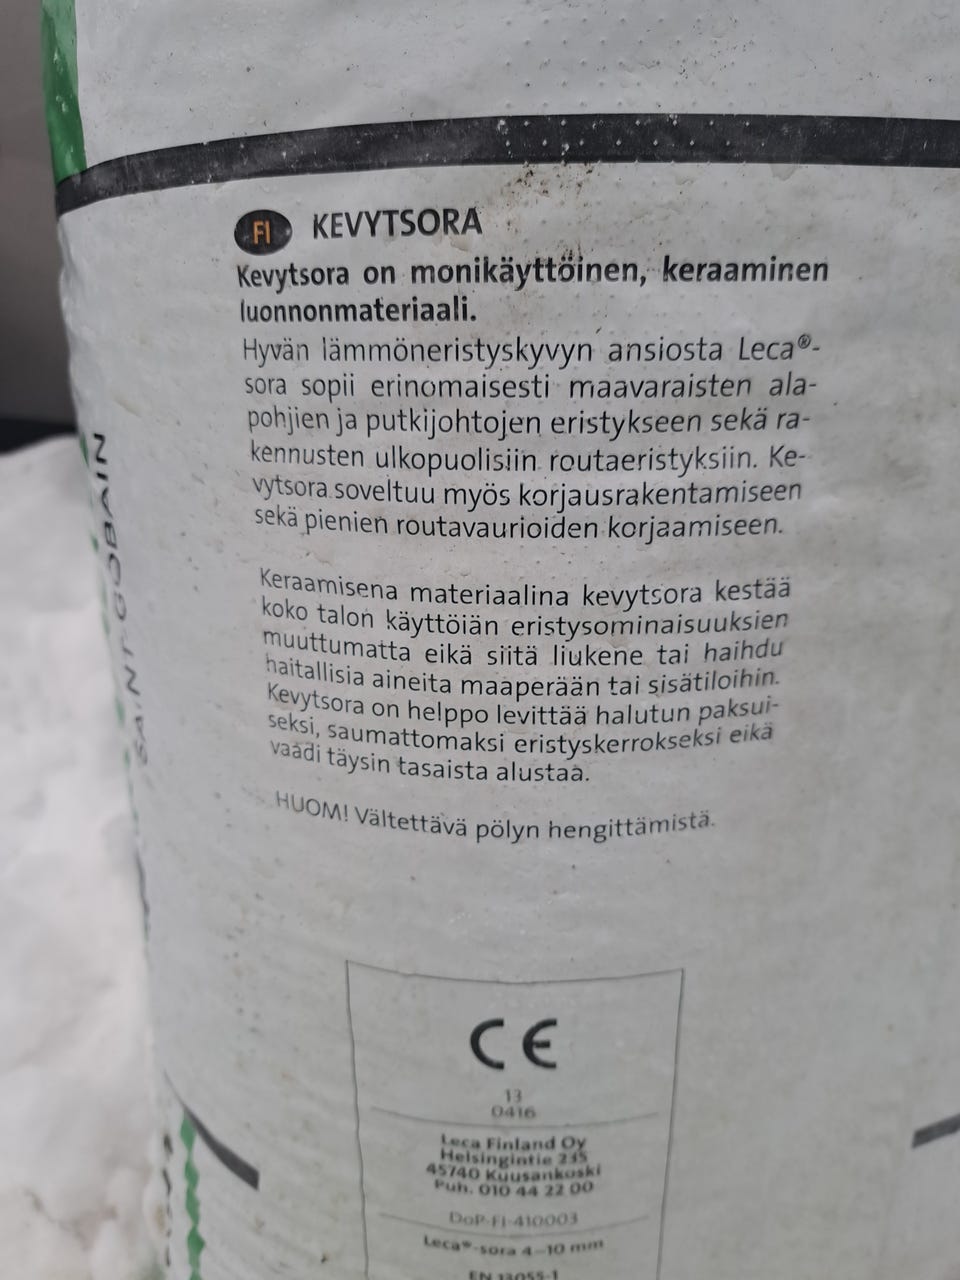 FI KEVYTSORA
Kevytsora on monikäyttöinen, keraaminen
luonnonmateriaali.
Hyvän lämmöneristyskyvyn ansiosta Leca®-
sora sopii erinomaisesti maavaraisten ala-
pohjien ja putkijohtojen eristykseen sekä ra-
kennusten ulkopuolisiin routaeristyksiin. Ke-
vytsora soveltuu myös korjausrakentamiseen
sekä pienien routavaurioiden korjaamiseen.
Keraamisena materiaalina kevytsora kestää
koko talon käyttöiän eristysominaisuuksien
muuttumatta eikä siitä liukene tai haihdu
haitallisia aineita maaperään tai sisätiloihin.
Kevytsora on helppo levittää halutun paksui-
seksi, saumattomaksi eristyskerrokseksi eikä
vaadi täysin tasaista alustaa.
HUOM! Vältettävä pölyn hengittämistä.
SAINT-GOBAIN
CE
13
0416
Leca Finland Oy
Helsingintie 235
45740 Kuusankoski
Puh. 010 44 22 00
DoP-FI-410003
Leca®-sora 4-10 mm
EN 13055-1